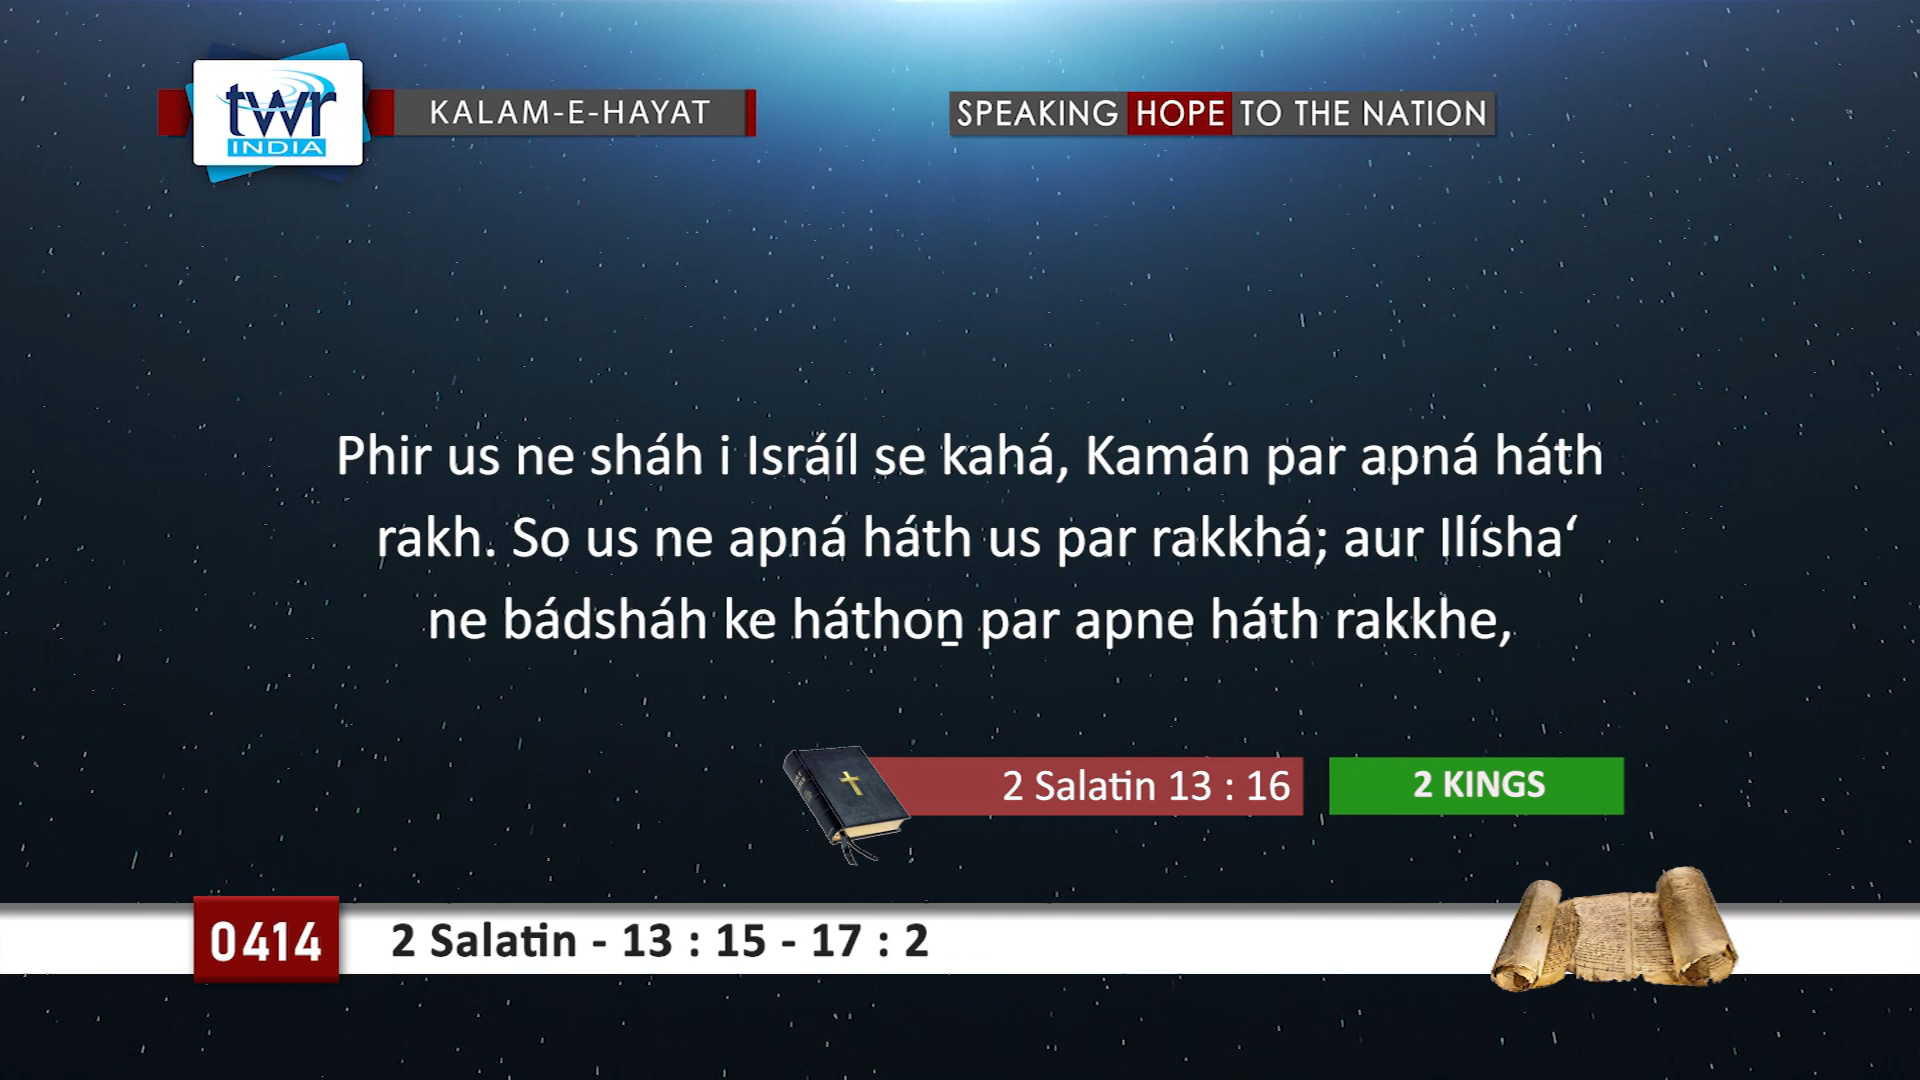 twr
INDIA
KALAM-E-HAYAT
SPEAKING HOPE TO THE NATION
Phir us ne sháh i Isráíl se kahá, Kamán par apná háth
rakh. So us ne apná háth us par rakkhá; aur Ilísha‘
ne bádsháh ke háthoṉ par apne háth rakkhe,
2 Salatin 13 : 16
2 KINGS
0414
2 Salatin - 13 : 15 - 17 : 2